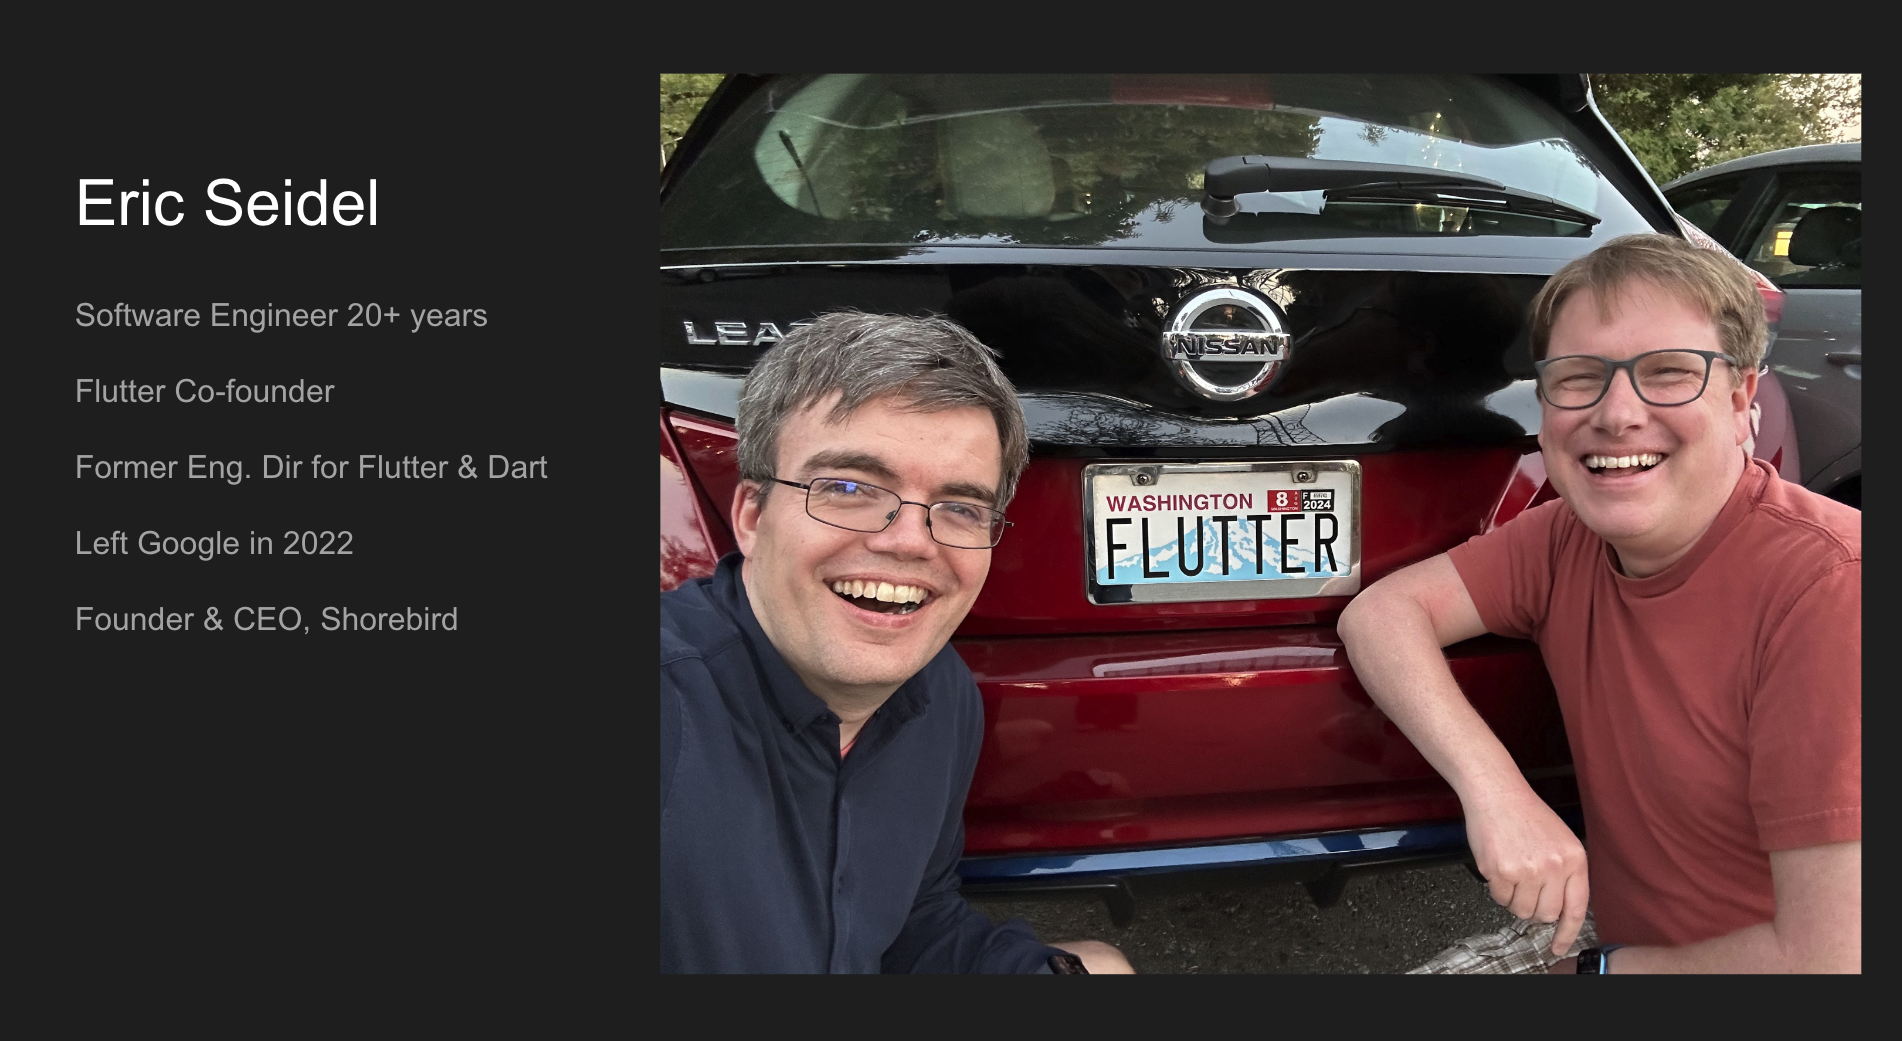 Eric Seidel
Software Engineer 20+ years
Flutter Co-founder
Former Eng. Dir for Flutter & Dart
Left Google in 2022
Founder & CEO, Shorebird
NISSAN
LEA
WASHINGTON 8 F 2024
FLUTTER